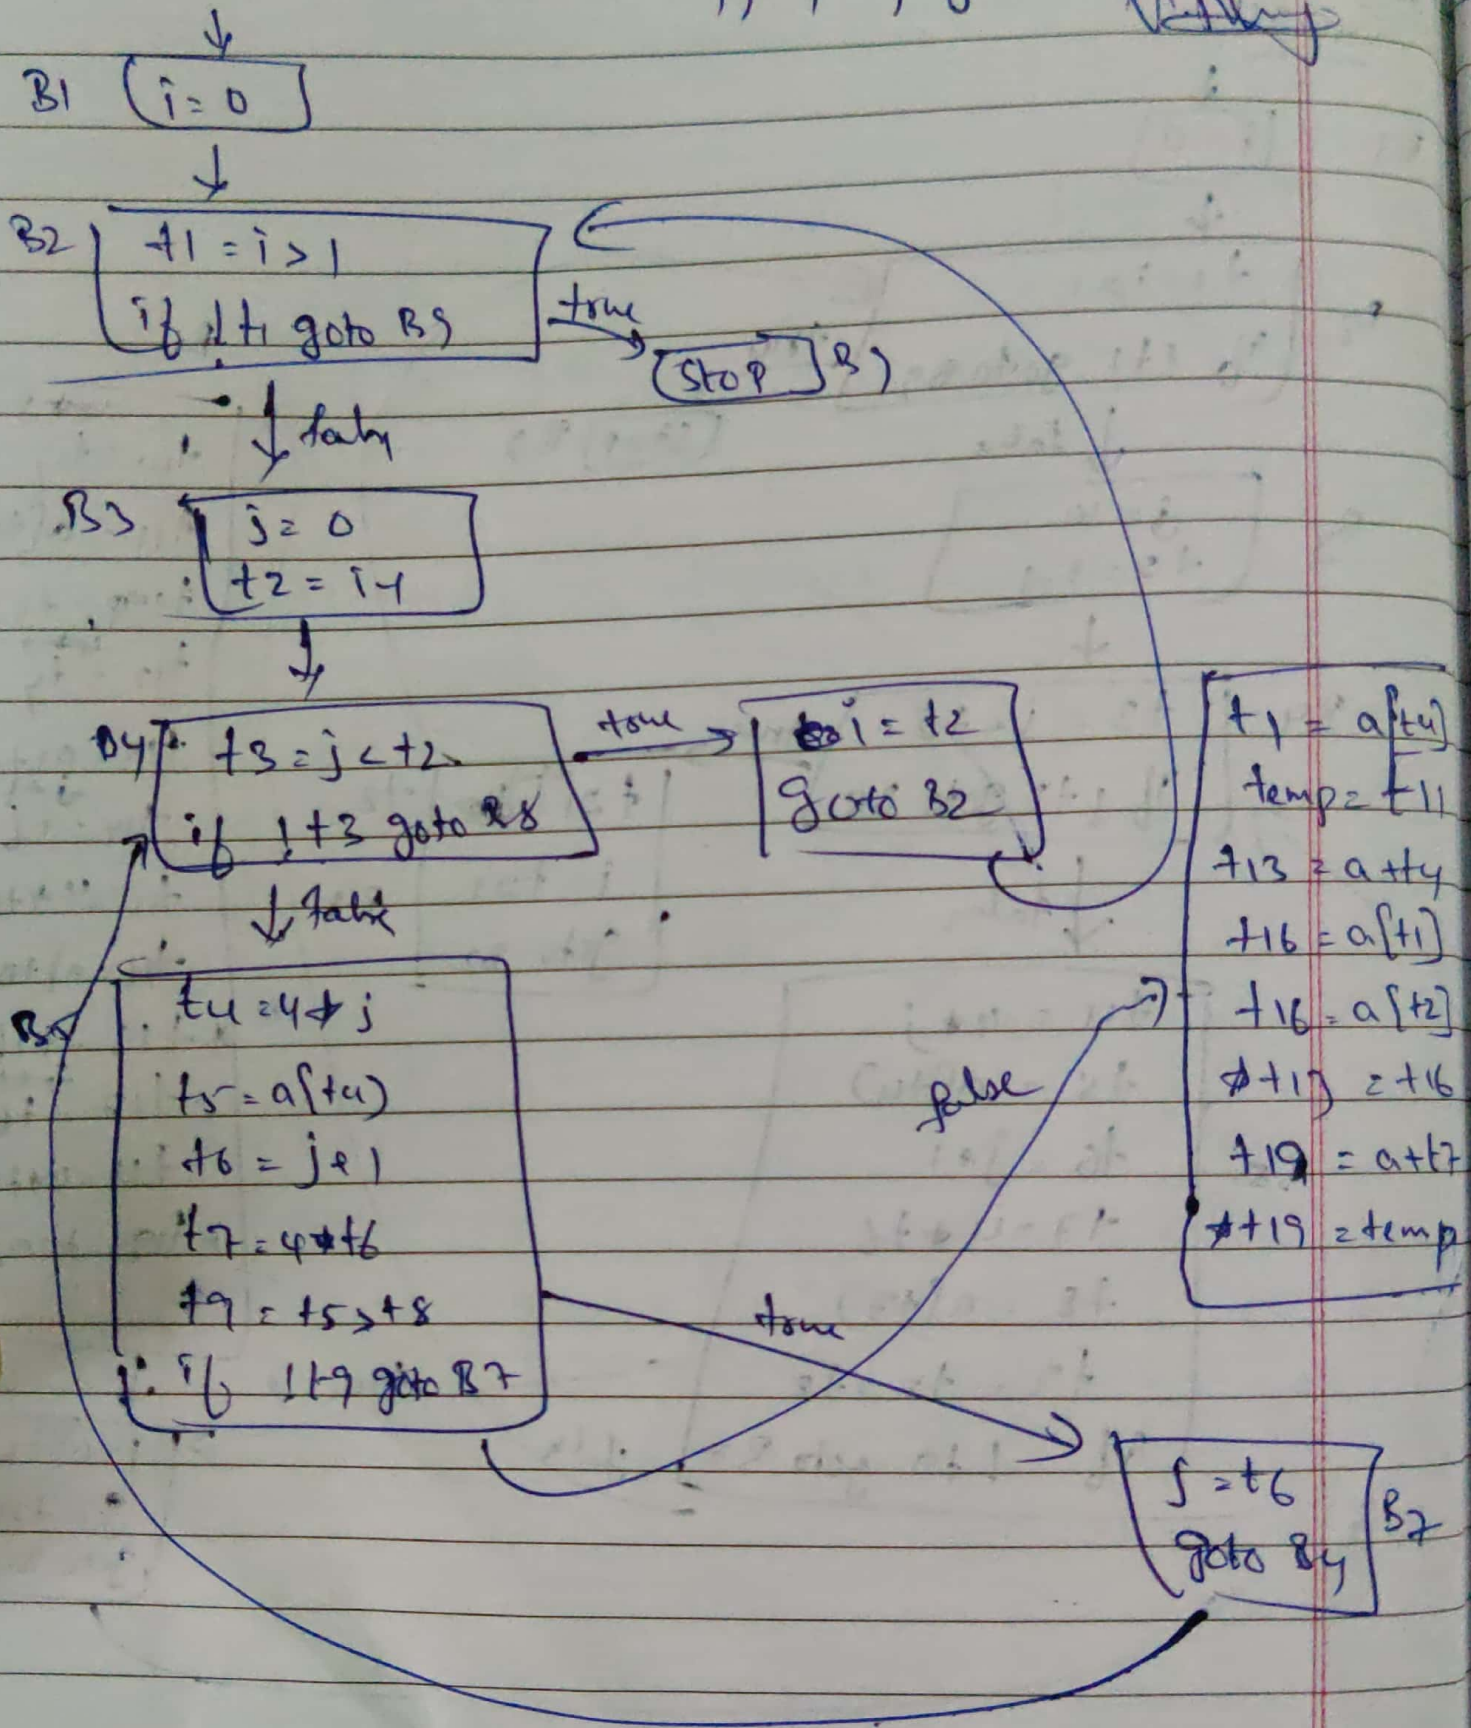 B1
i = 0
B2
t1 = i > 1
if !t1 goto B9
true
Stop B9
false
B3
j = 0
t2 = i-1
B4
t3 = j < t2
if !t3 goto B8
true
i = t2
goto B2
false
B5
t4 = 4 * j
t5 = a[t4]
t6 = j + 1
t7 = 4 * t6
t9 = t5 > t8
if !t9 goto B7
false
true
t1 = a[t4]
temp = t11
t13 = a + t4
t16 = a[t1]
t16 = a[t2]
*t13 = t16
t19 = a + t7
*t19 = temp
j = t6
goto B4
B7